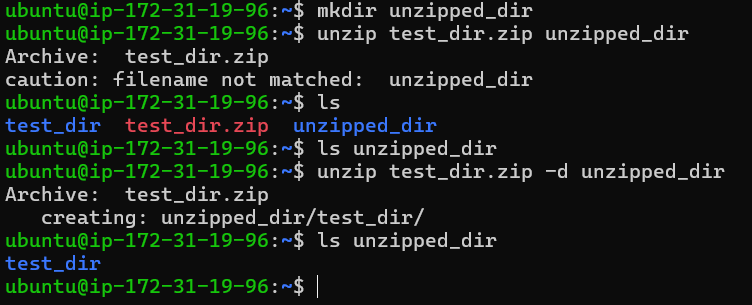 ubuntu@ip-172-31-19-96:~$ mkdir unzipped_dir
ubuntu@ip-172-31-19-96:~$ unzip test_dir.zip unzipped_dir
Archive:  test_dir.zip
caution: filename not matched:  unzipped_dir
ubuntu@ip-172-31-19-96:~$ ls
test_dir  test_dir.zip  unzipped_dir
ubuntu@ip-172-31-19-96:~$ ls unzipped_dir
ubuntu@ip-172-31-19-96:~$ unzip test_dir.zip -d unzipped_dir
Archive:  test_dir.zip
   creating: unzipped_dir/test_dir/
ubuntu@ip-172-31-19-96:~$ ls unzipped_dir
test_dir
ubuntu@ip-172-31-19-96:~$